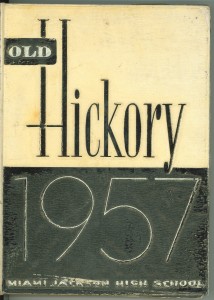 OLD
Hickory
1957
MIAMI JACKSON HIGH SCHOOL